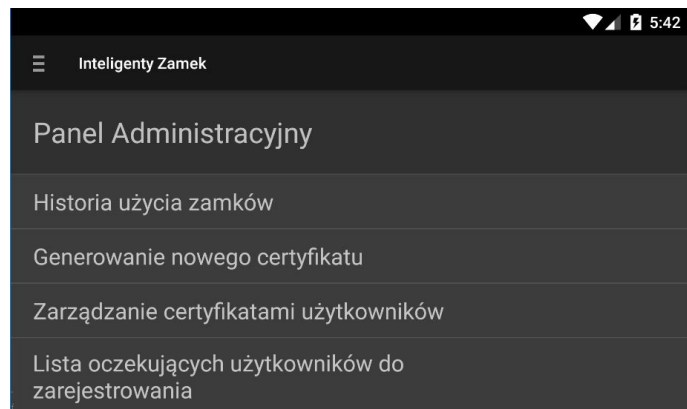 5:42
Inteligenty Zamek
Panel Administracyjny
Historia użycia zamków
Generowanie nowego certyfikatu
Zarządzanie certyfikatami użytkowników
Lista oczekujących użytkowników do
zarejestrowania